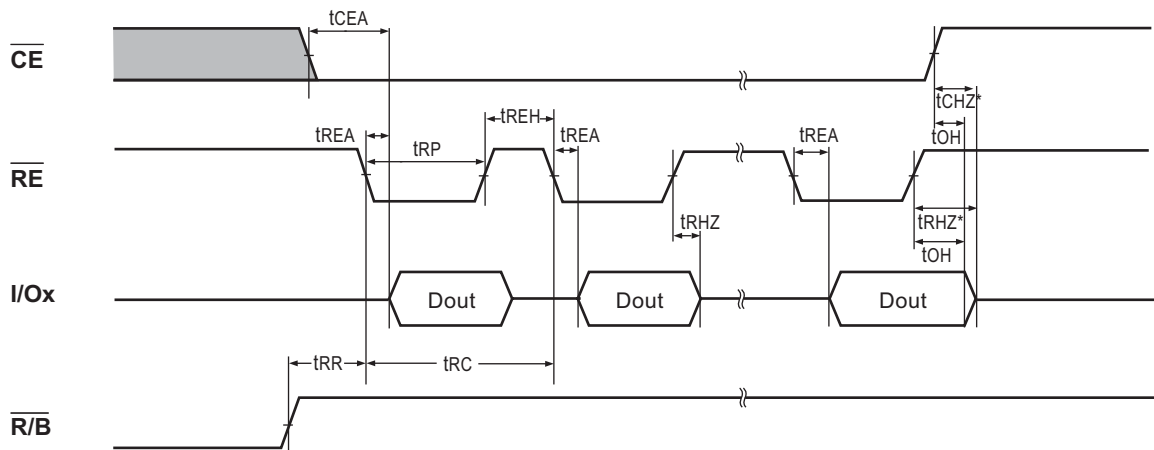 tCEA
CE
tCHZ*
tREH
tREA
tRP
tREA
tREA
tOH
RE
tRHZ
tRHZ*
tOH
I/Ox
Dout
Dout
Dout
tRR
tRC
R/B